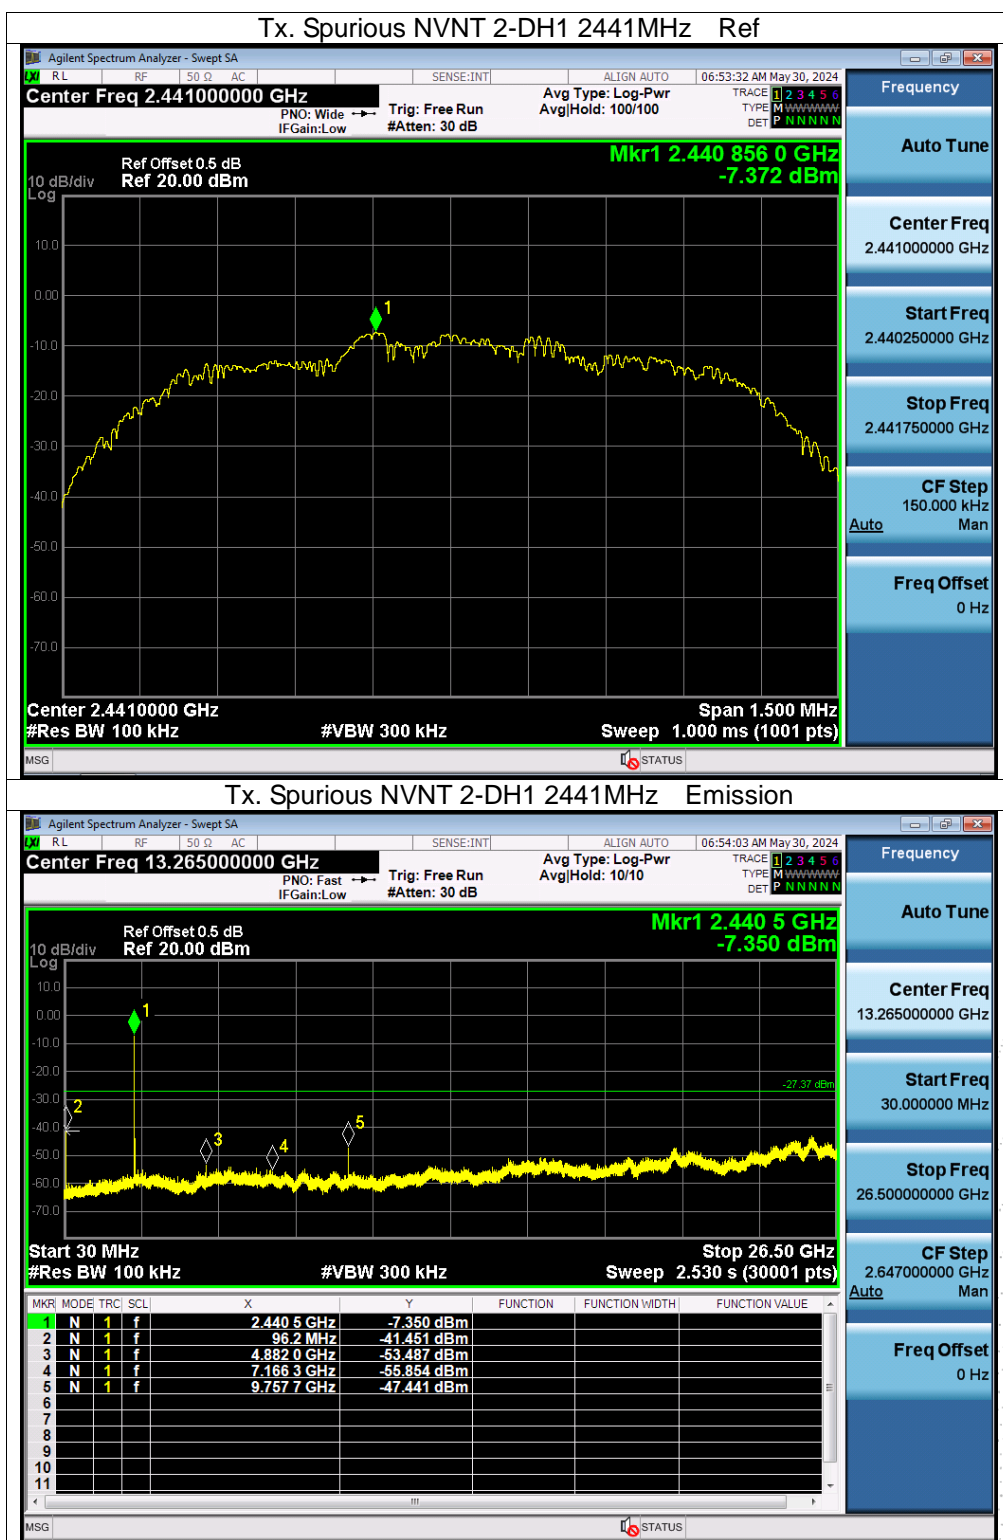 Tx. Spurious NVNT 2-DH1 2441MHz Ref
Agilent Spectrum Analyzer - Swept SA
LXI RL RF 50 Ω AC SENSE:INT ALIGN AUTO 06:53:32 AM May 30, 2024
Center Freq 2.441000000 GHz
PNO: Wide
IFGain:Low
Trig: Free Run
#Atten: 30 dB
Avg Type: Log-Pwr
Avg|Hold: 100/100
TRACE 1 2 3 4 5 6
TYPE M WWWWW
DET P N N N N N
Ref Offset 0.5 dB
10 dB/div Ref 20.00 dBm
Log
Mkr1 2.440 856 0 GHz
-7.372 dBm
10.0
0.00
-10.0
-20.0
-30.0
-40.0
-50.0
-60.0
-70.0
1
Center 2.4410000 GHz
#Res BW 100 kHz
#VBW 300 kHz
Span 1.500 MHz
Sweep 1.000 ms (1001 pts)
MSG STATUS
Frequency
Auto Tune
Center Freq
2.441000000 GHz
Start Freq
2.440250000 GHz
Stop Freq
2.441750000 GHz
CF Step
150.000 kHz
Auto Man
Freq Offset
0 Hz
Tx. Spurious NVNT 2-DH1 2441MHz Emission
Agilent Spectrum Analyzer - Swept SA
LXI RL RF 50 Ω AC SENSE:INT ALIGN AUTO 06:54:03 AM May 30, 2024
Center Freq 13.265000000 GHz
PNO: Fast
IFGain:Low
Trig: Free Run
#Atten: 30 dB
Avg Type: Log-Pwr
Avg|Hold: 10/10
TRACE 1 2 3 4 5 6
TYPE M WWWWW
DET P N N N N N
Ref Offset 0.5 dB
10 dB/div Ref 20.00 dBm
Log
Mkr1 2.440 5 GHz
-7.350 dBm
10.0
0.00
-10.0
-20.0
-30.0
-40.0
-50.0
-60.0
-70.0
1
2
3
4
5
-27.37 dBm
Start 30 MHz
#Res BW 100 kHz
#VBW 300 kHz
Stop 26.50 GHz
Sweep 2.530 s (30001 pts)
MKR MODE TRC SCL X Y FUNCTION FUNCTION WIDTH FUNCTION VALUE
1 N 1 f 2.440 5 GHz -7.350 dBm
2 N 1 f 96.2 MHz -41.451 dBm
3 N 1 f 4.882 0 GHz -53.487 dBm
4 N 1 f 7.166 3 GHz -55.854 dBm
5 N 1 f 9.757 7 GHz -47.441 dBm
6
7
8
9
10
11
MSG STATUS
Frequency
Auto Tune
Center Freq
13.265000000 GHz
Start Freq
30.000000 MHz
Stop Freq
26.500000000 GHz
CF Step
2.647000000 GHz
Auto Man
Freq Offset
0 Hz